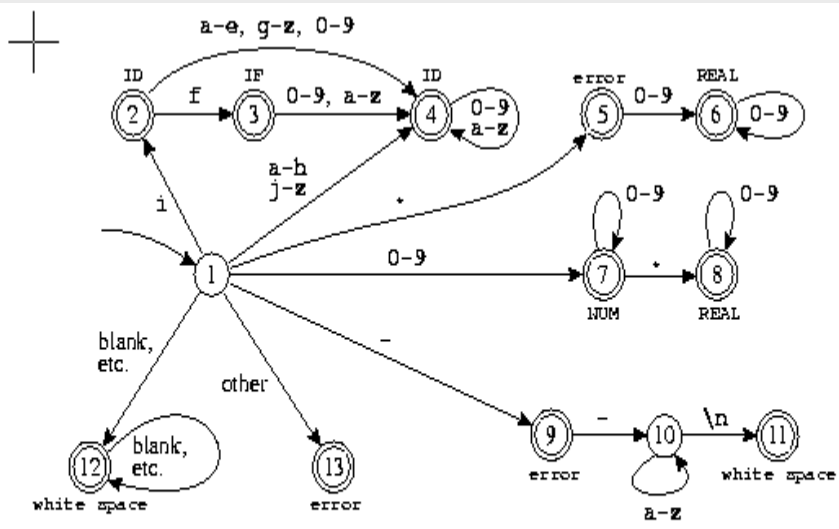 a-e, g-z, 0-9
ID
IF
ID
error
REAL
2
f
3
0-9, a-z
4
0-9
a-z
5
0-9
6
0-9
a-h
j-z
.
i
0-9
0-9
1
0-9
7
.
8
NUM
REAL
blank,
etc.
other
-
12
blank,
etc.
13
9
-
10
\n
11
white space
error
error
white space
a-z